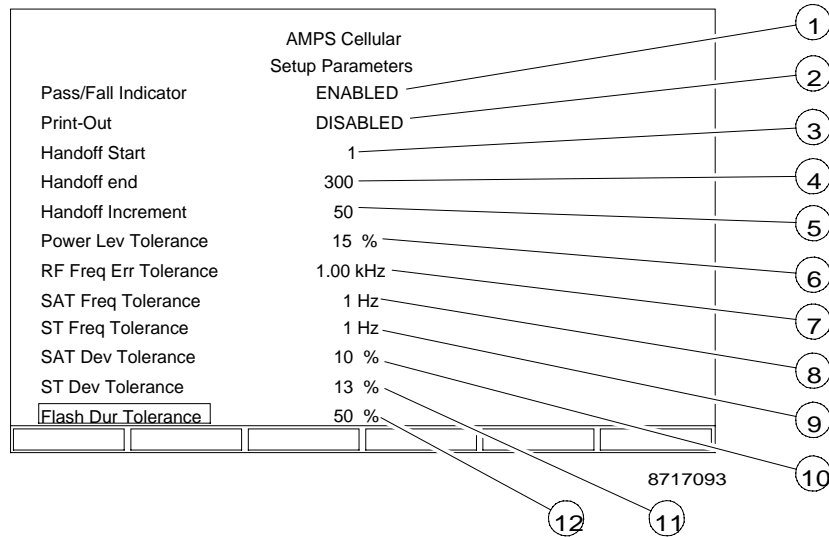 AMPS Cellular
Setup Parameters
Pass/Fall Indicator ENABLED 1
Print-Out DISABLED 2
Handoff Start 1 3
Handoff end 300 4
Handoff Increment 50 5
Power Lev Tolerance 15 % 6
RF Freq Err Tolerance 1.00 kHz 7
SAT Freq Tolerance 1 Hz 8
ST Freq Tolerance 1 Hz 9
SAT Dev Tolerance 10 % 10
ST Dev Tolerance 13 % 11
Flash Dur Tolerance 50 % 12
8717093